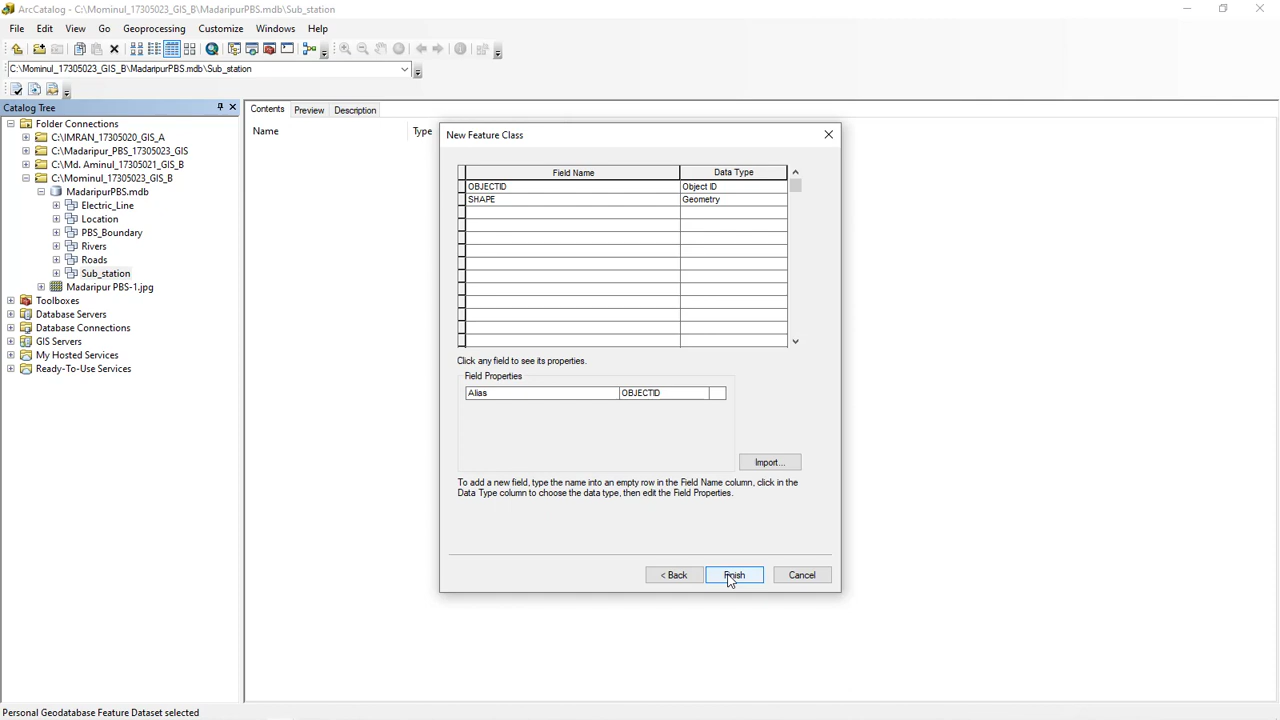 ArcCatalog - C:\Mominul_17305023_GIS_B\MadaripurPBS.mdb\Sub_station
File Edit View Go Geoprocessing Customize Windows Help
C:\Mominul_17305023_GIS_B\MadaripurPBS.mdb\Sub_station
Catalog Tree
Folder Connections
C:\IMRAN_17305020_GIS_A
C:\Madaripur_PBS_17305023_GIS
C:\Md. Aminul_17305021_GIS_B
C:\Mominul_17305023_GIS_B
MadaripurPBS.mdb
Electric_Line
Location
PBS_Boundary
Rivers
Roads
Sub_station
Madaripur PBS-1.jpg
Toolboxes
Database Servers
Database Connections
GIS Servers
My Hosted Services
Ready-To-Use Services
Contents Preview Description
Name Type
New Feature Class
Field Name Data Type
OBJECTID Object ID
SHAPE Geometry
Click any field to see its properties.
Field Properties
Alias OBJECTID
Import...
To add a new field, type the name into an empty row in the Field Name column, click in the
Data Type column to choose the data type, then edit the Field Properties.
< Back Finish Cancel
Personal Geodatabase Feature Dataset selected